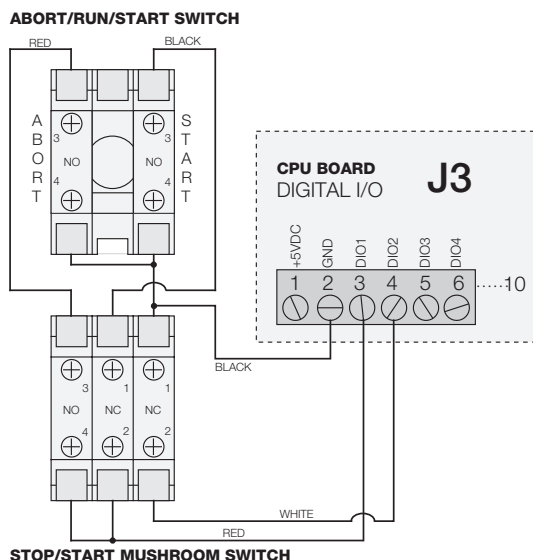 ABORT/RUN/START SWITCH
RED
BLACK
ABORT
3
NO
4
START
3
NO
4
CPU BOARD
DIGITAL I/O
J3
+5VDC
GND
DIO1
DIO2
DIO3
DIO4
1 2 3 4 5 6 ......10
BLACK
3 1 1
NO NC NC
4 2 2
WHITE
RED
STOP/START MUSHROOM SWITCH